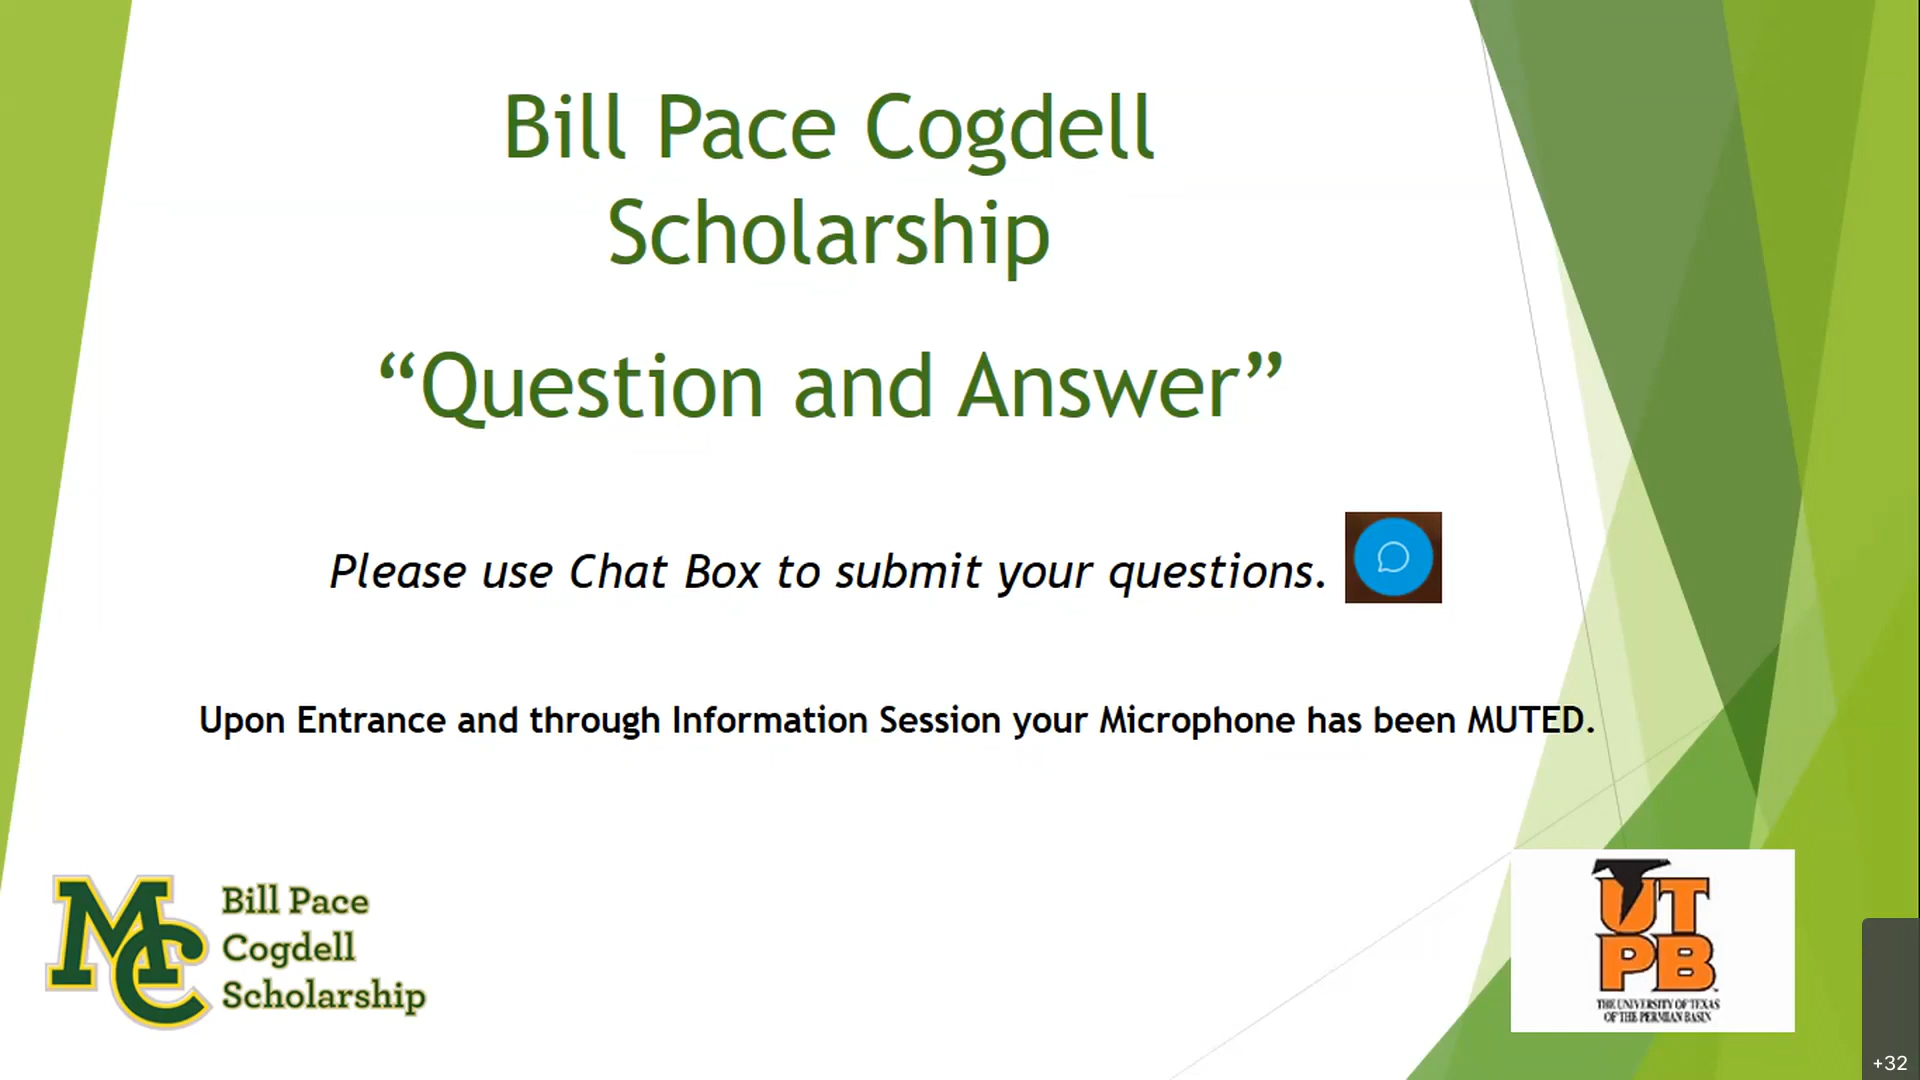 Bill Pace Cogdell
Scholarship
“Question and Answer”
Please use Chat Box to submit your questions.
Upon Entrance and through Information Session your Microphone has been MUTED.
MC
Bill Pace
Cogdell
Scholarship
UT
PB
THE UNIVERSITY OF TEXAS
OF THE PERMIAN BASIN
+32